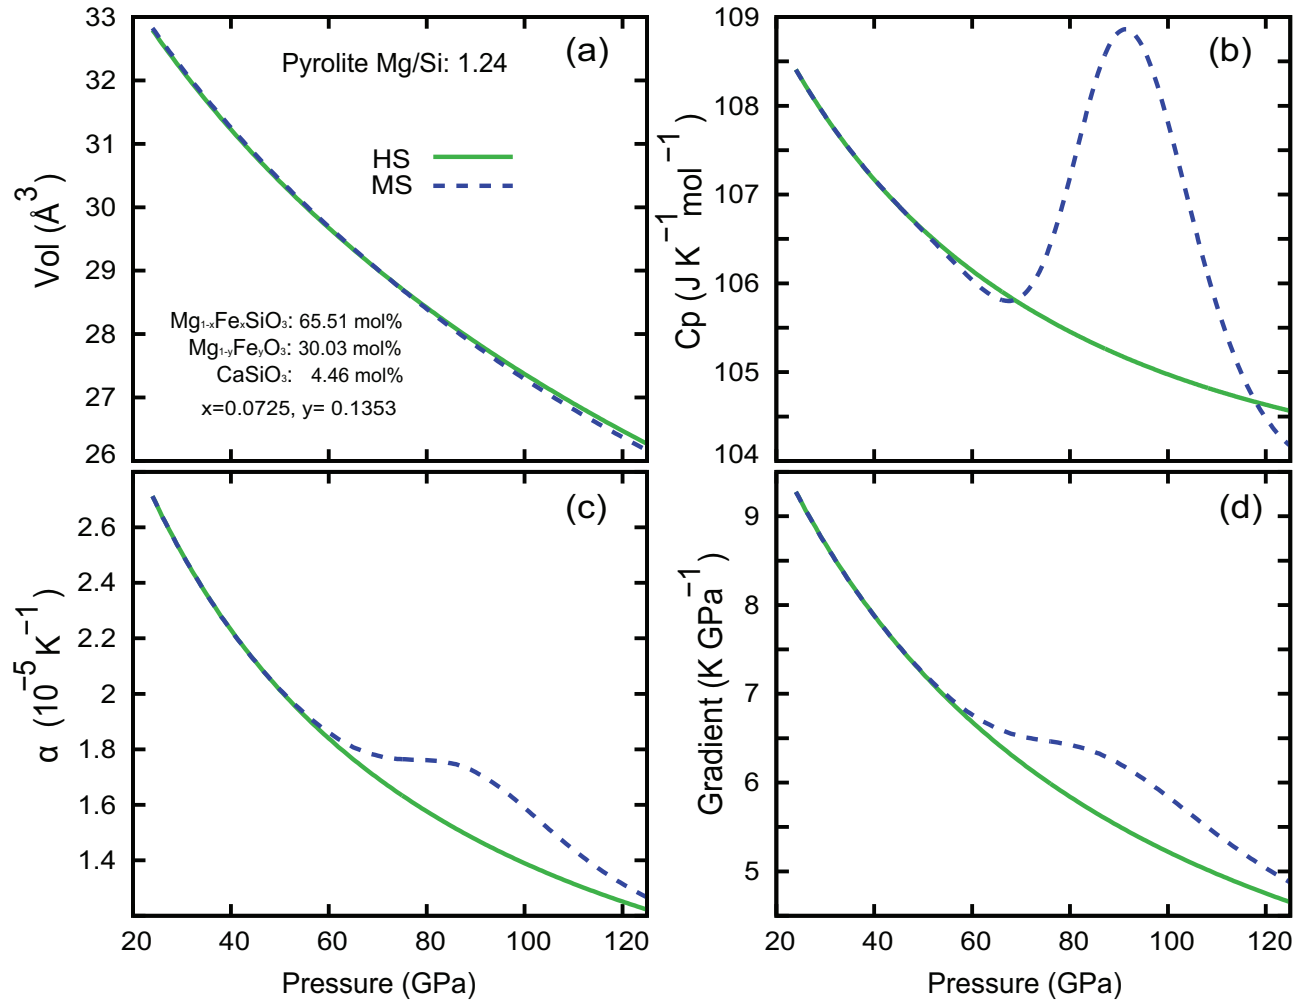 33
32
31
30
29
28
27
26
Vol (Å³)
(a)
Pyrolite Mg/Si: 1.24
HS
MS
Mg₁₋ₓFeₓSiO₃: 65.51 mol%
Mg₁₋yFeyO₃: 30.03 mol%
CaSiO₃: 4.46 mol%
x=0.0725, y= 0.1353
109
108
107
106
105
104
Cp (J K⁻¹mol⁻¹)
(b)
2.6
2.4
2.2
2
1.8
1.6
1.4
α (10⁻⁵ K⁻¹)
(c)
20 40 60 80 100 120
Pressure (GPa)
9
8
7
6
5
Gradient (K GPa⁻¹)
(d)
20 40 60 80 100 120
Pressure (GPa)